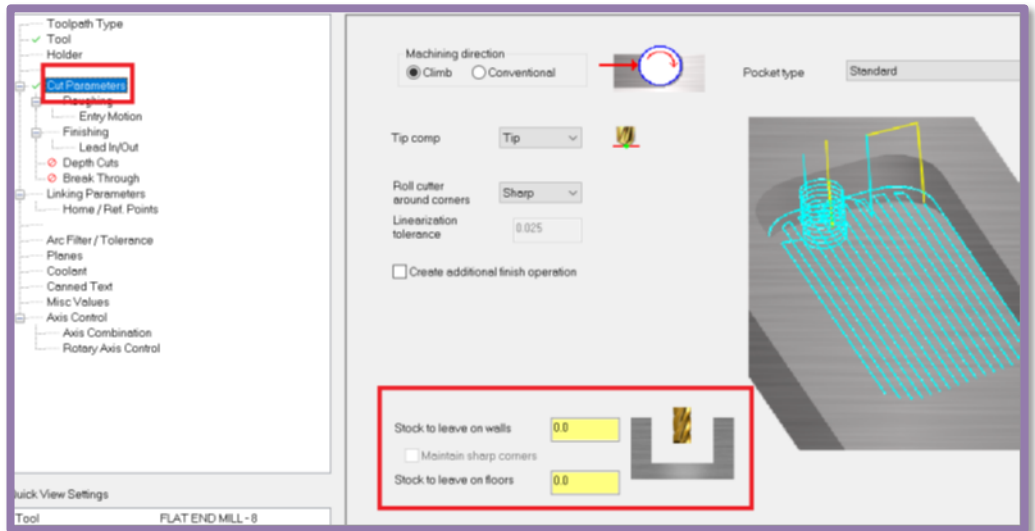 Toolpath Type
Tool
Holder
Cut Parameters
Roughing
Entry Motion
Finishing
Lead In/Out
Depth Cuts
Break Through
Linking Parameters
Home / Ref. Points
Arc Filter / Tolerance
Planes
Coolant
Canned Text
Misc Values
Axis Control
Axis Combination
Rotary Axis Control
Quick View Settings
Tool FLAT END MILL - 8
Machining direction
Climb Conventional
Pocket type Standard
Tip comp Tip
Roll cutter
around corners Sharp
Linearization
tolerance 0.025
Create additional finish operation
Stock to leave on walls 0.0
Maintain sharp corners
Stock to leave on floors 0.0